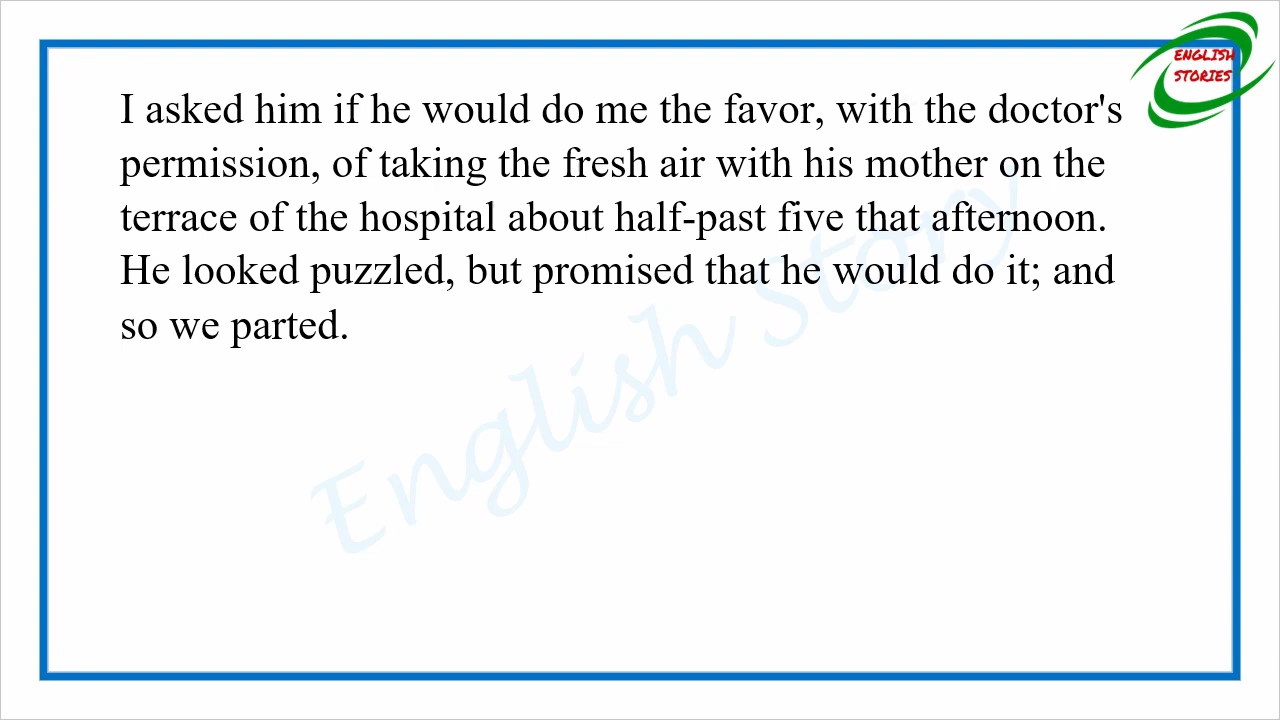 ENGLISH
STORIES
I asked him if he would do me the favor, with the doctor's
permission, of taking the fresh air with his mother on the
terrace of the hospital about half-past five that afternoon.
He looked puzzled, but promised that he would do it; and
so we parted.
English Story